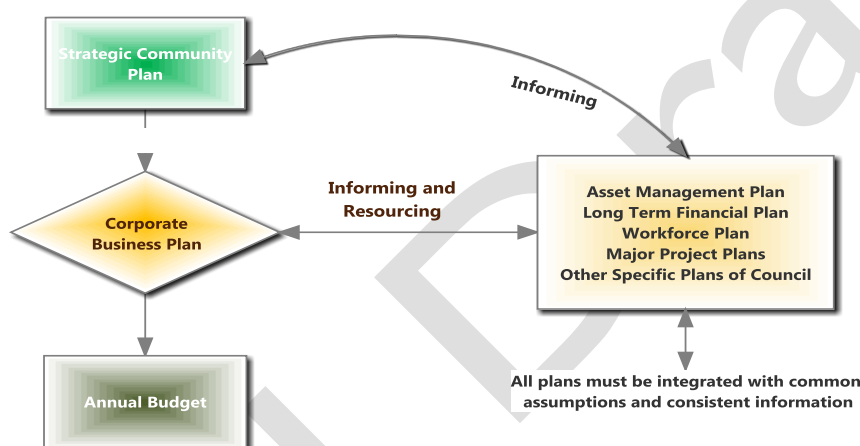 Strategic Community
Plan
Informing
Informing and
Resourcing
Asset Management Plan
Long Term Financial Plan
Workforce Plan
Major Project Plans
Other Specific Plans of Council
Corporate
Business Plan
Annual Budget
All plans must be integrated with common
assumptions and consistent information